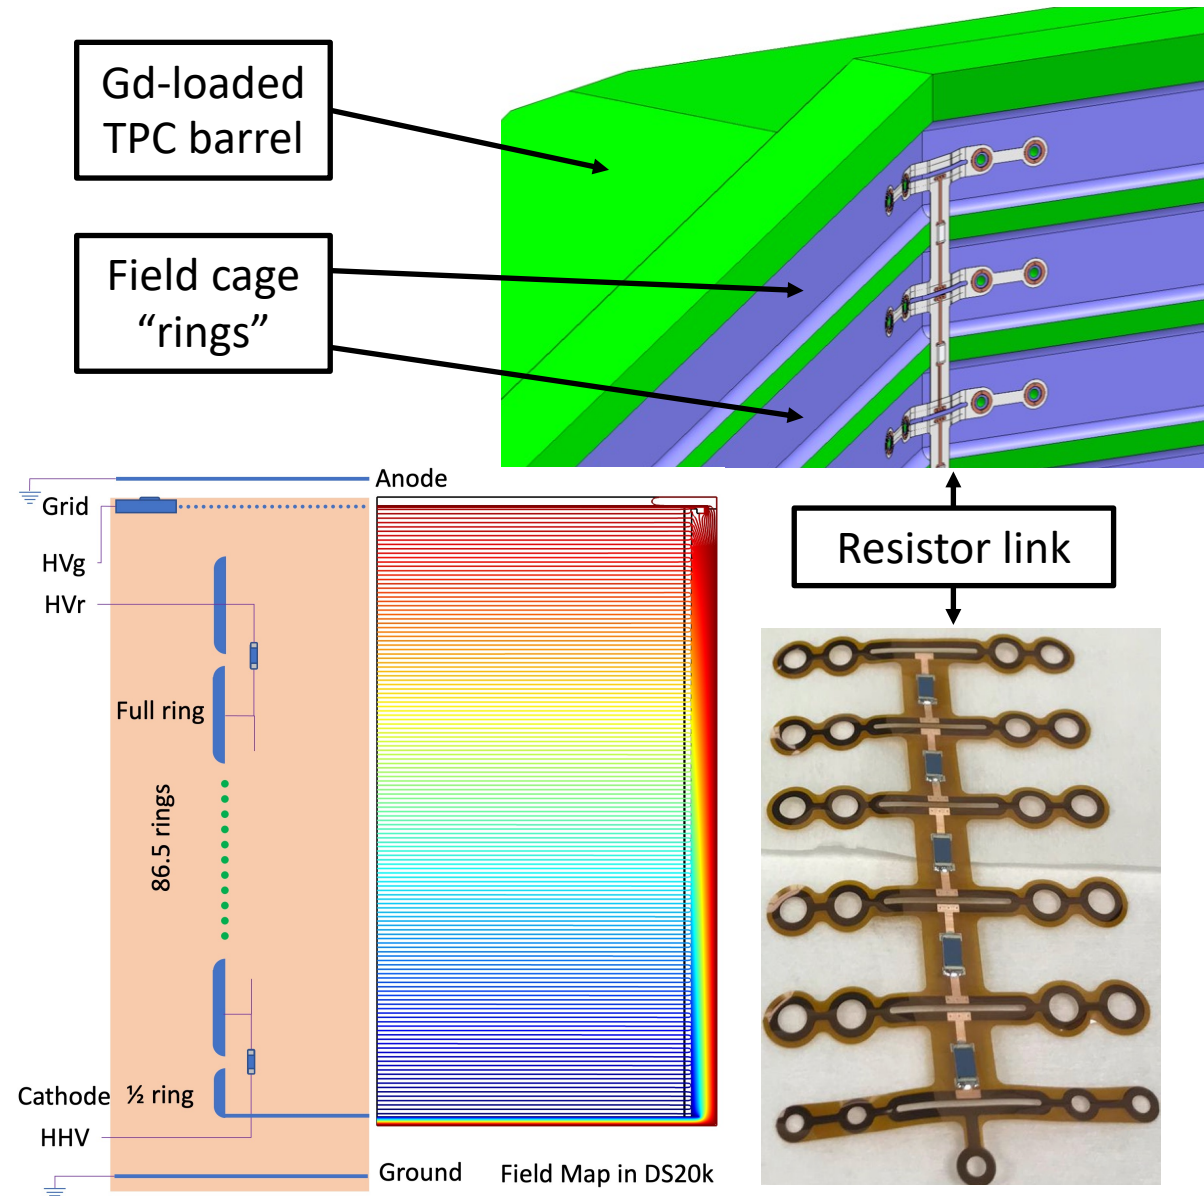 Gd-loaded
TPC barrel
Field cage
“rings”
Resistor link
Anode
Grid
HVg
HVr
Full ring
86.5 rings
Cathode
½ ring
HHV
Ground
Field Map in DS20k